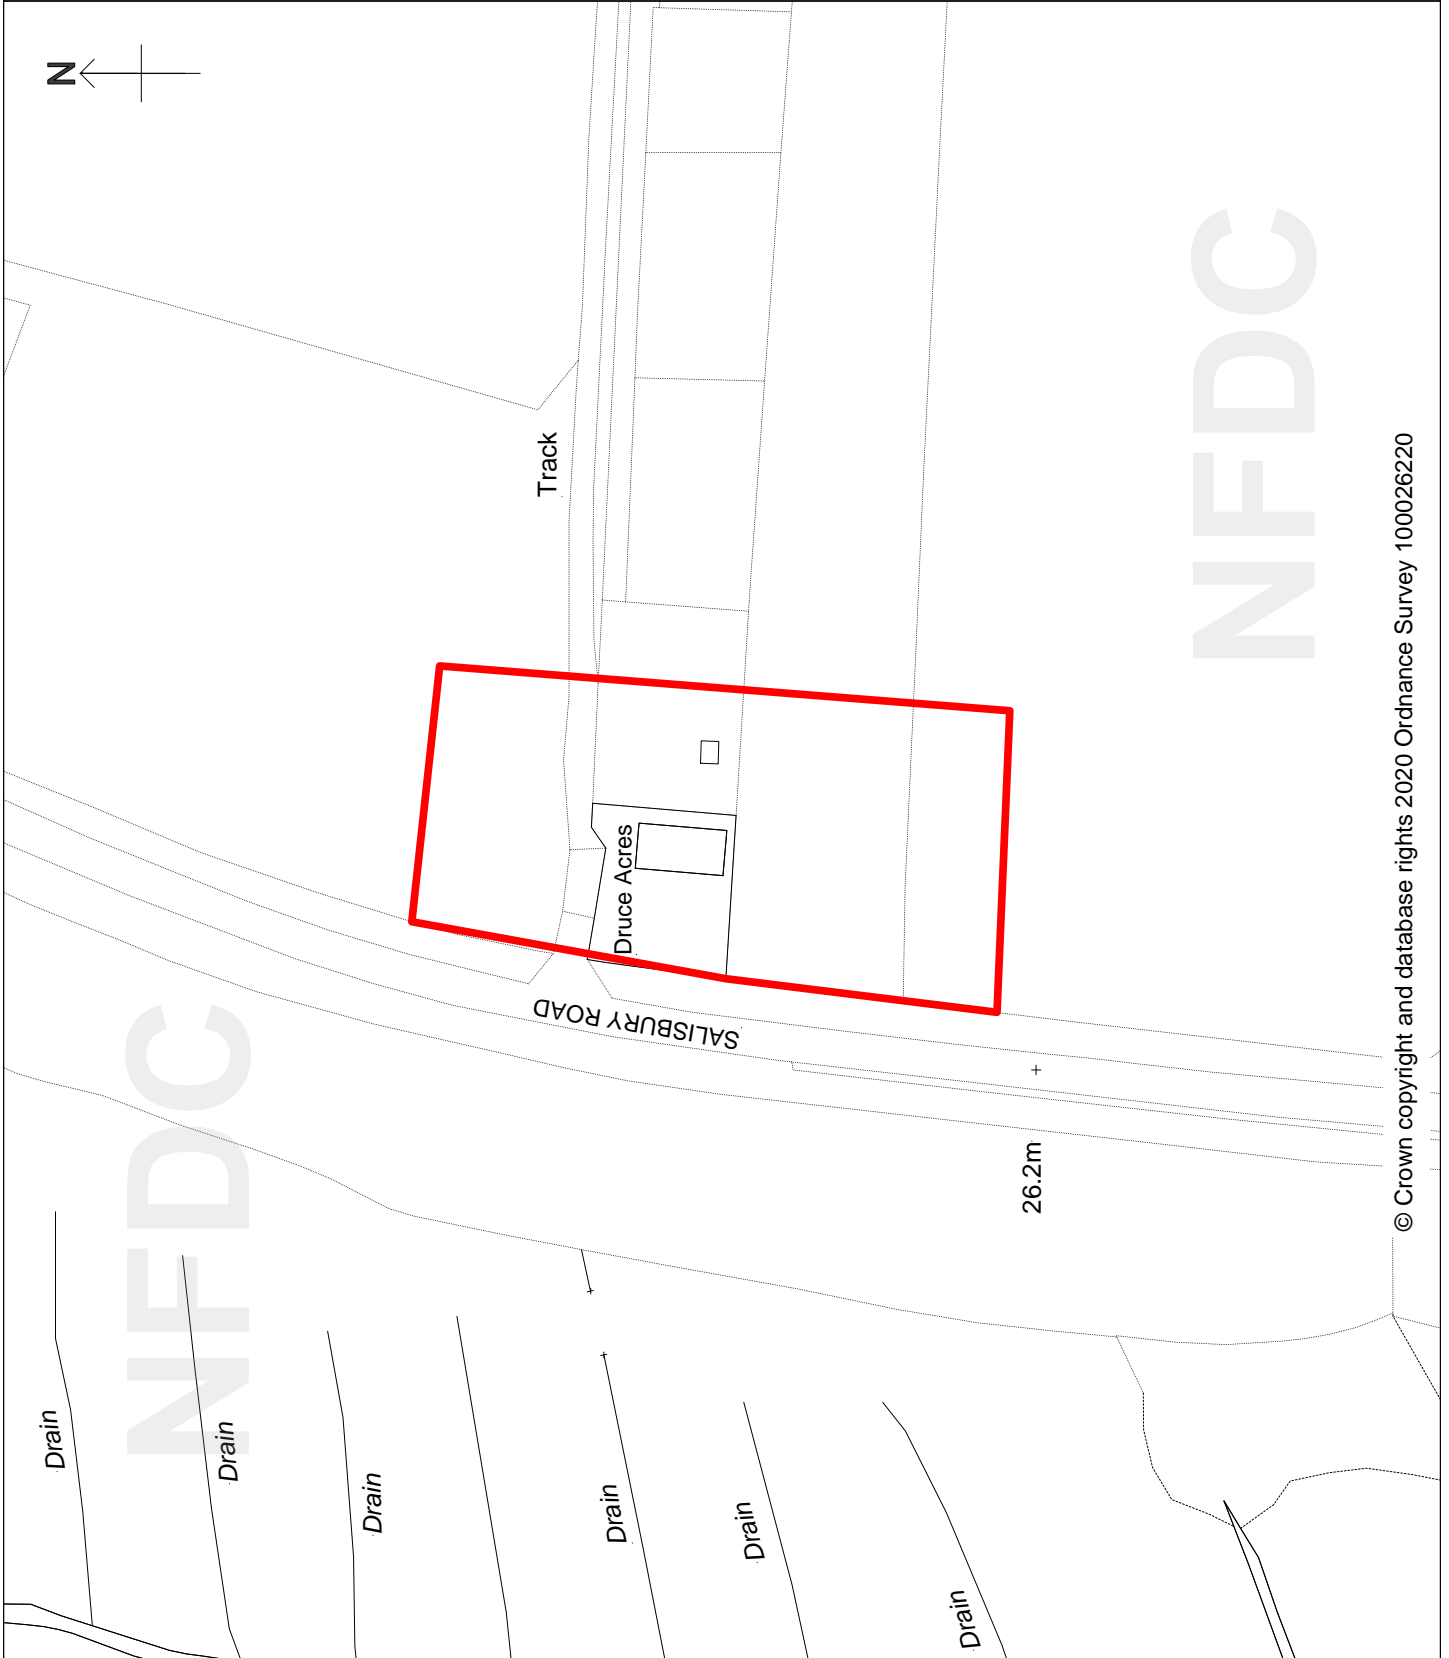 N
NFDC
NFDC
Track
Druce Acres
SALISBURY ROAD
26.2m
Drain
Drain
Drain
Drain
Drain
Drain
© Crown copyright and database rights 2020 Ordnance Survey 100026220